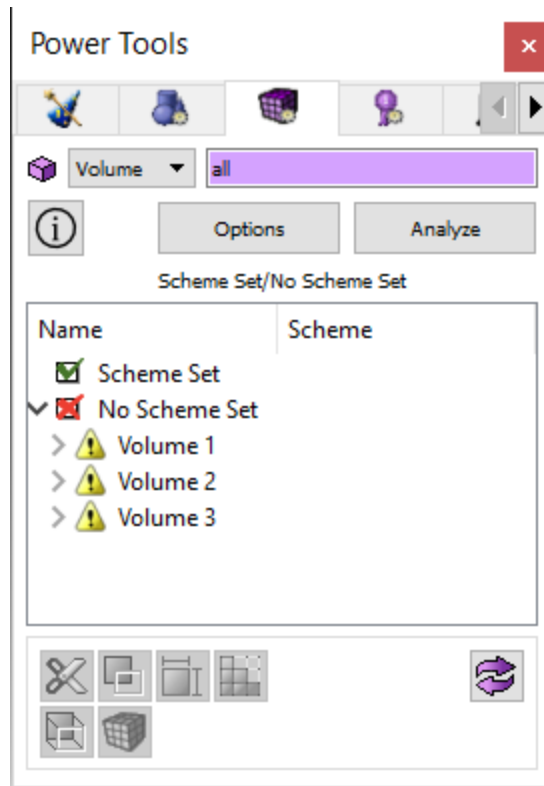 Power Tools
Volume all
Options Analyze
Scheme Set/No Scheme Set
Name Scheme
Scheme Set
No Scheme Set
Volume 1
Volume 2
Volume 3